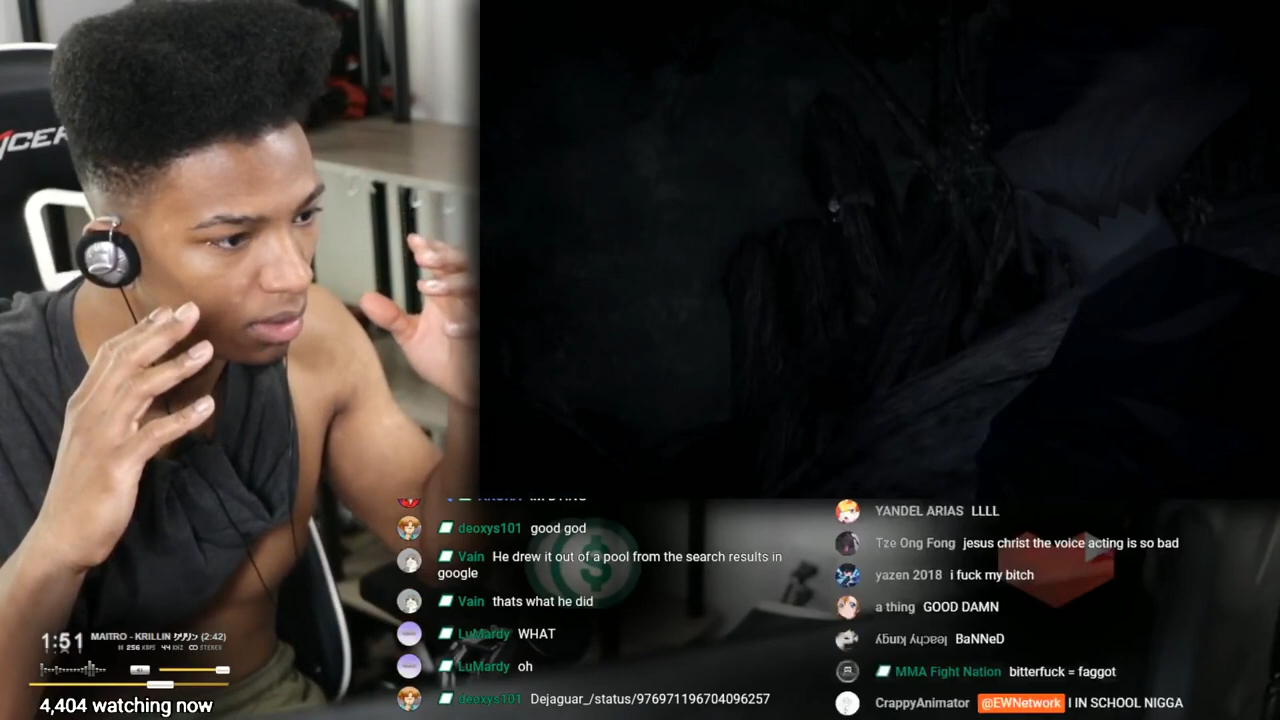 deoxys101 good god
Vain He drew it out of a pool from the search results in
google
Vain thats what he did
LuMardy WHAT
LuMardy oh
deoxys101 Dejaguar_/status/976971196704096257
YANDEL ARIAS LLLL
Tze Ong Fong jesus christ the voice acting is so bad
yazen 2018 i fuck my bitch
a thing GOOD DAMN
BaNNeD
MMA Fight Nation bitterfuck = faggot
CrappyAnimator @EWNetwork I IN SCHOOL NIGGA
1:51 MAITRO - KRILLIN クリリン (2:42)
256 KBPS 44 KHZ STEREO
4,404 watching now